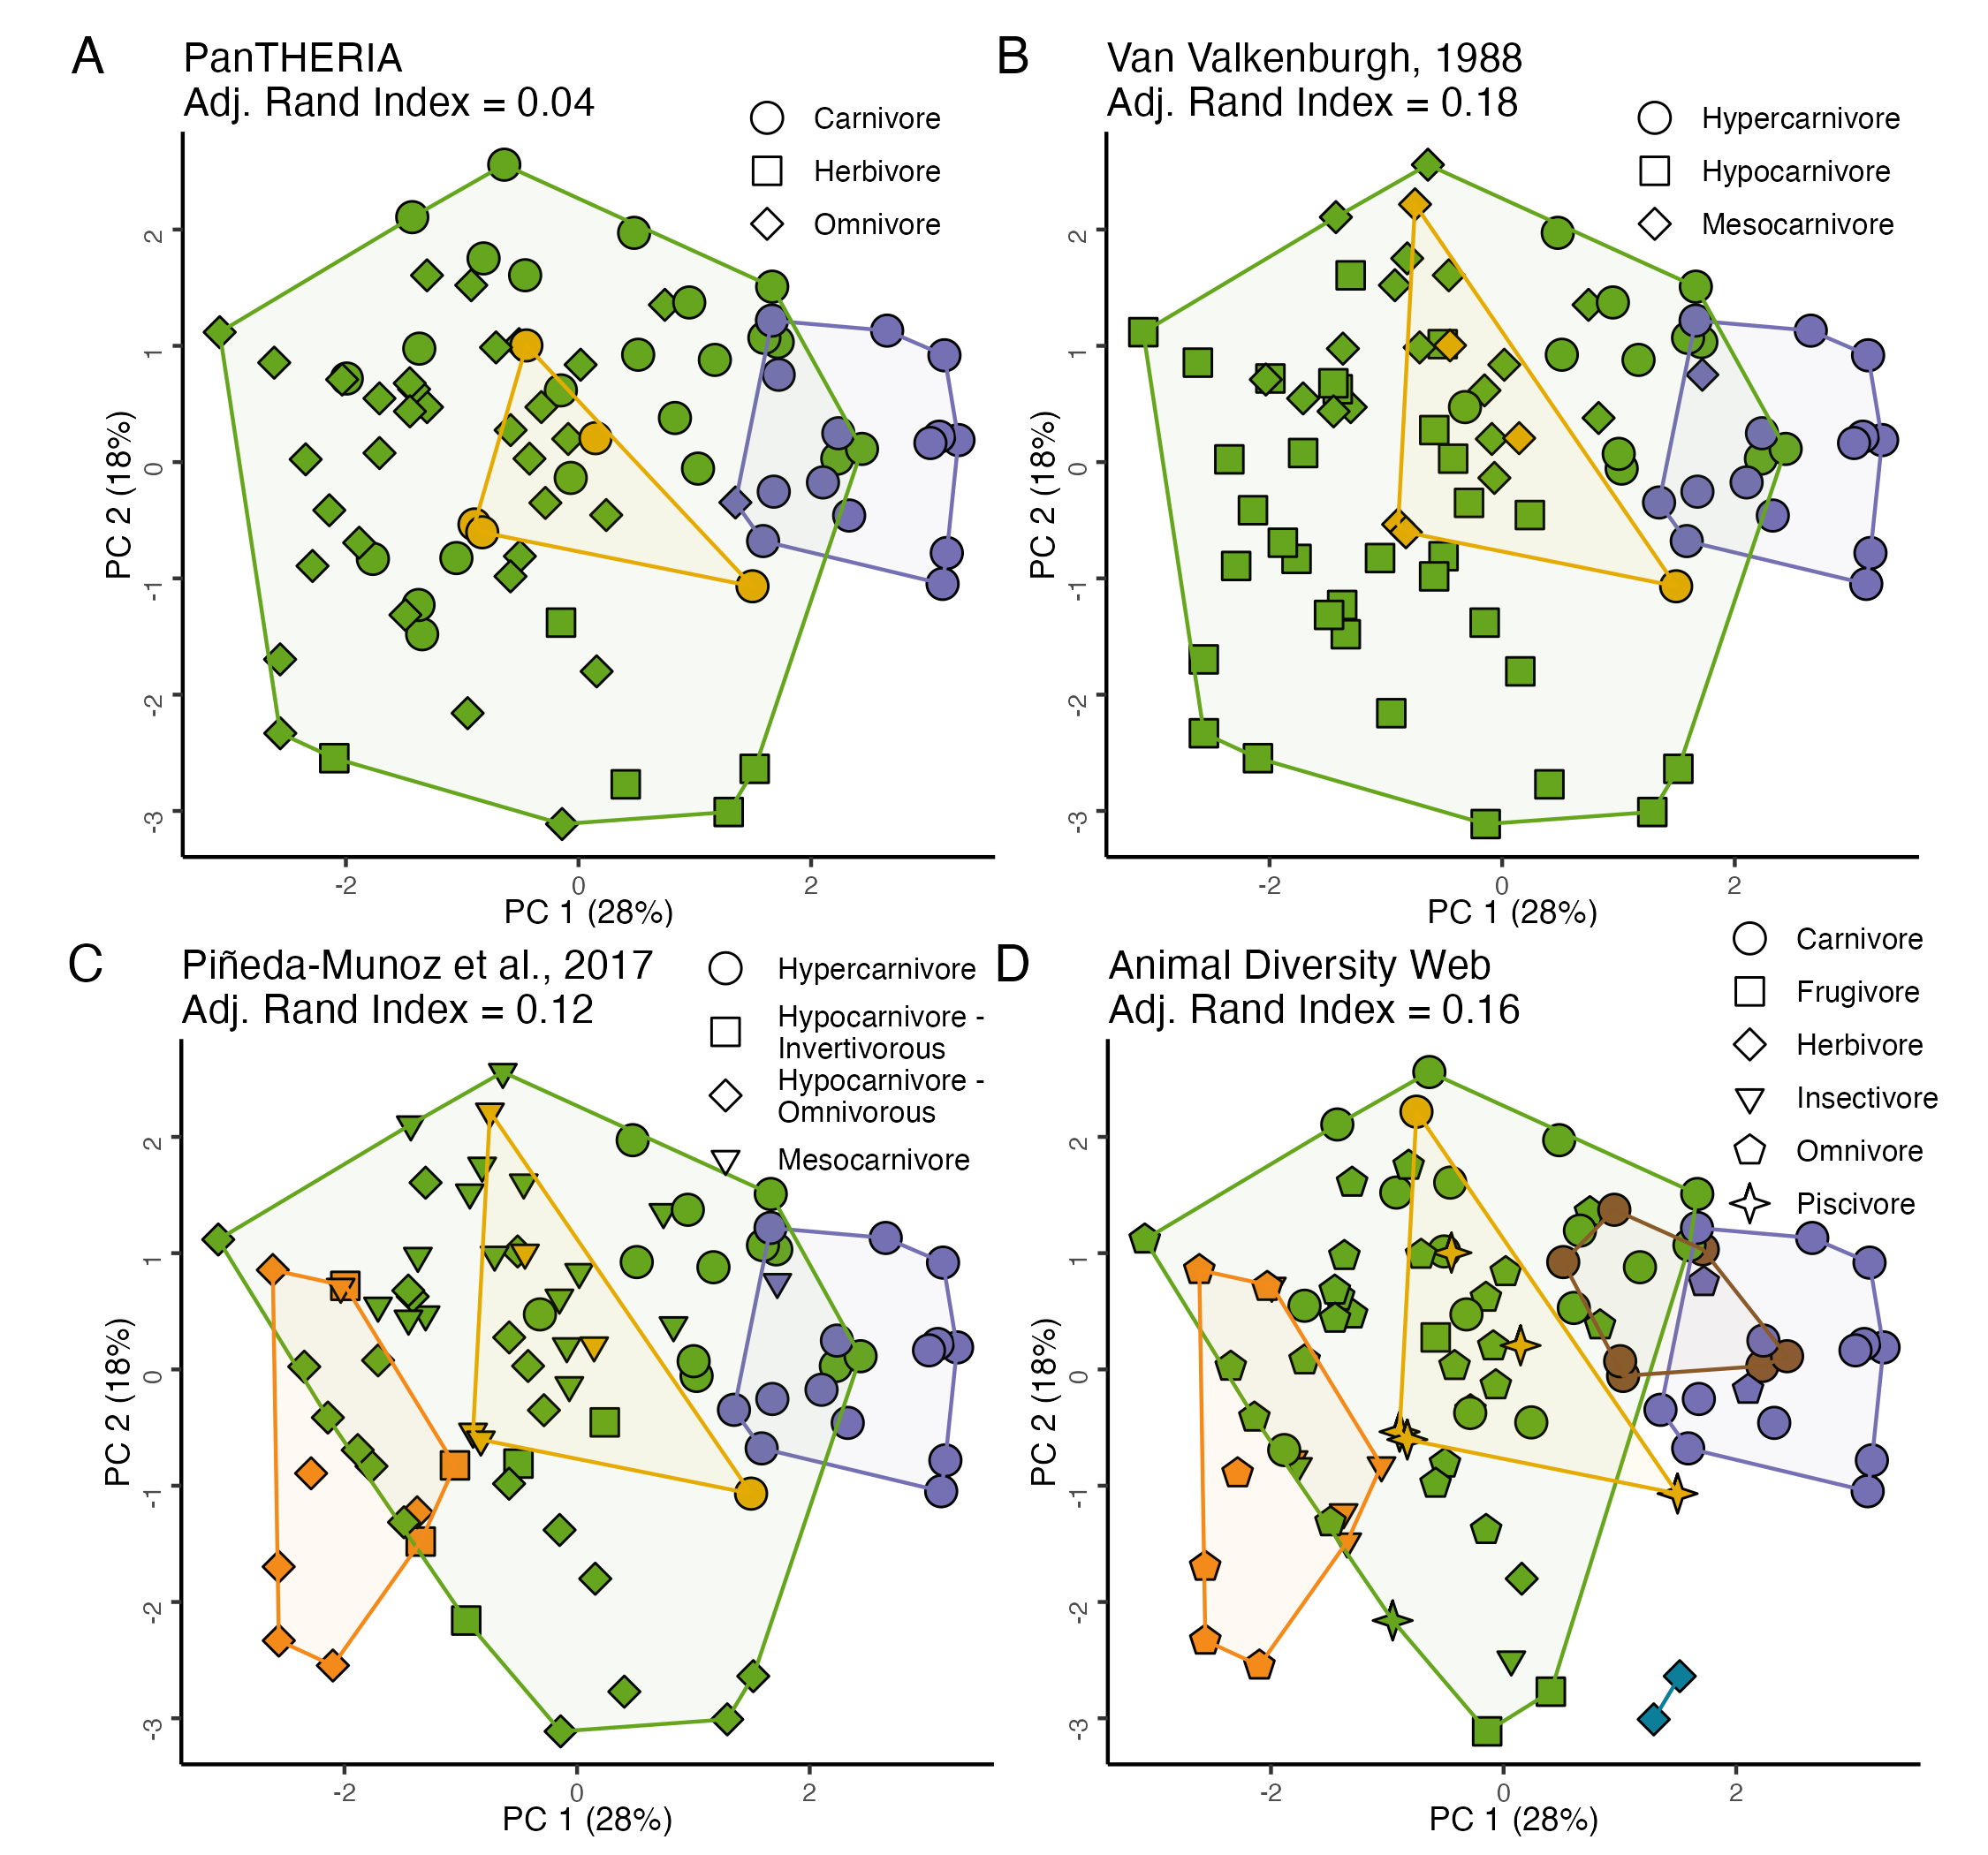 A
PanTHERIA
Adj. Rand Index = 0.04
Carnivore
Herbivore
Omnivore
2
1
0
-1
-2
-3
PC 2 (18%)
-2
0
2
PC 1 (28%)
B
Van Valkenburgh, 1988
Adj. Rand Index = 0.18
Hypercarnivore
Hypocarnivore
Mesocarnivore
2
1
0
-1
-2
-3
PC 2 (18%)
-2
0
2
PC 1 (28%)
C
Piñeda-Munoz et al., 2017
Adj. Rand Index = 0.12
Hypercarnivore
Hypocarnivore -
Invertivorous
Hypocarnivore -
Omnivorous
Mesocarnivore
2
1
0
-1
-2
-3
PC 2 (18%)
-2
0
2
PC 1 (28%)
D
Animal Diversity Web
Adj. Rand Index = 0.16
Carnivore
Frugivore
Herbivore
Insectivore
Omnivore
Piscivore
2
1
0
-1
-2
-3
PC 2 (18%)
-2
0
2
PC 1 (28%)